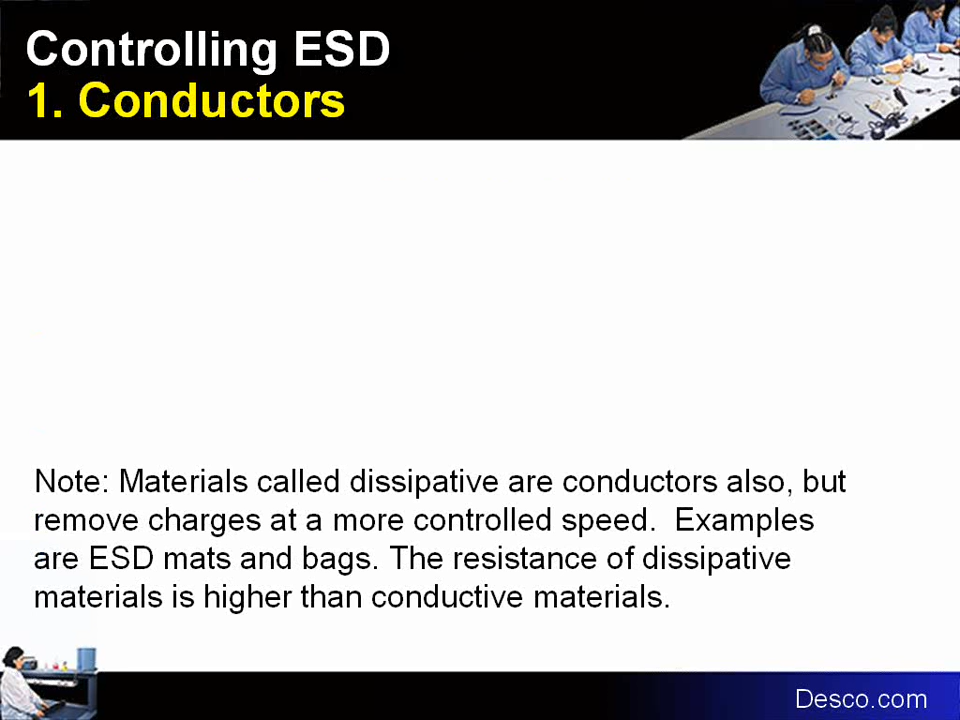 Controlling ESD
1. Conductors
Note: Materials called dissipative are conductors also, but
remove charges at a more controlled speed.  Examples
are ESD mats and bags. The resistance of dissipative
materials is higher than conductive materials.
Desco.com